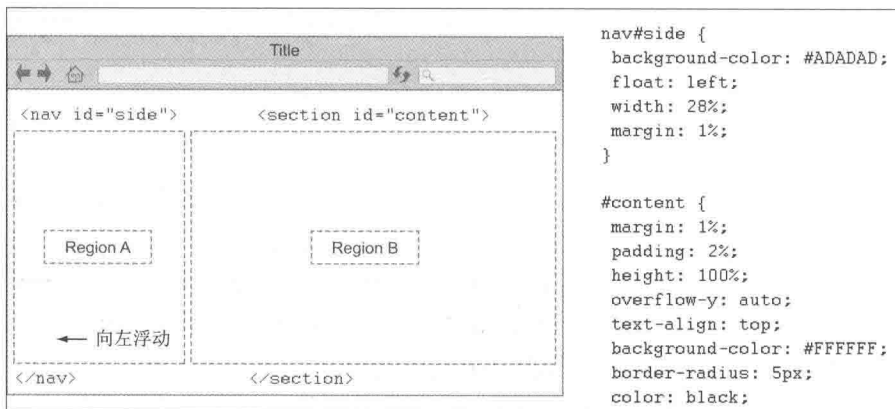 Title
<nav id="side">
<section id="content">
Region A
Region B
← 向左浮动
</nav>
</section>
nav#side {
background-color: #ADADAD;
float: left;
width: 28%;
margin: 1%;
}
#content {
margin: 1%;
padding: 2%;
height: 100%;
overflow-y: auto;
text-align: top;
background-color: #FFFFFF;
border-radius: 5px;
color: black;